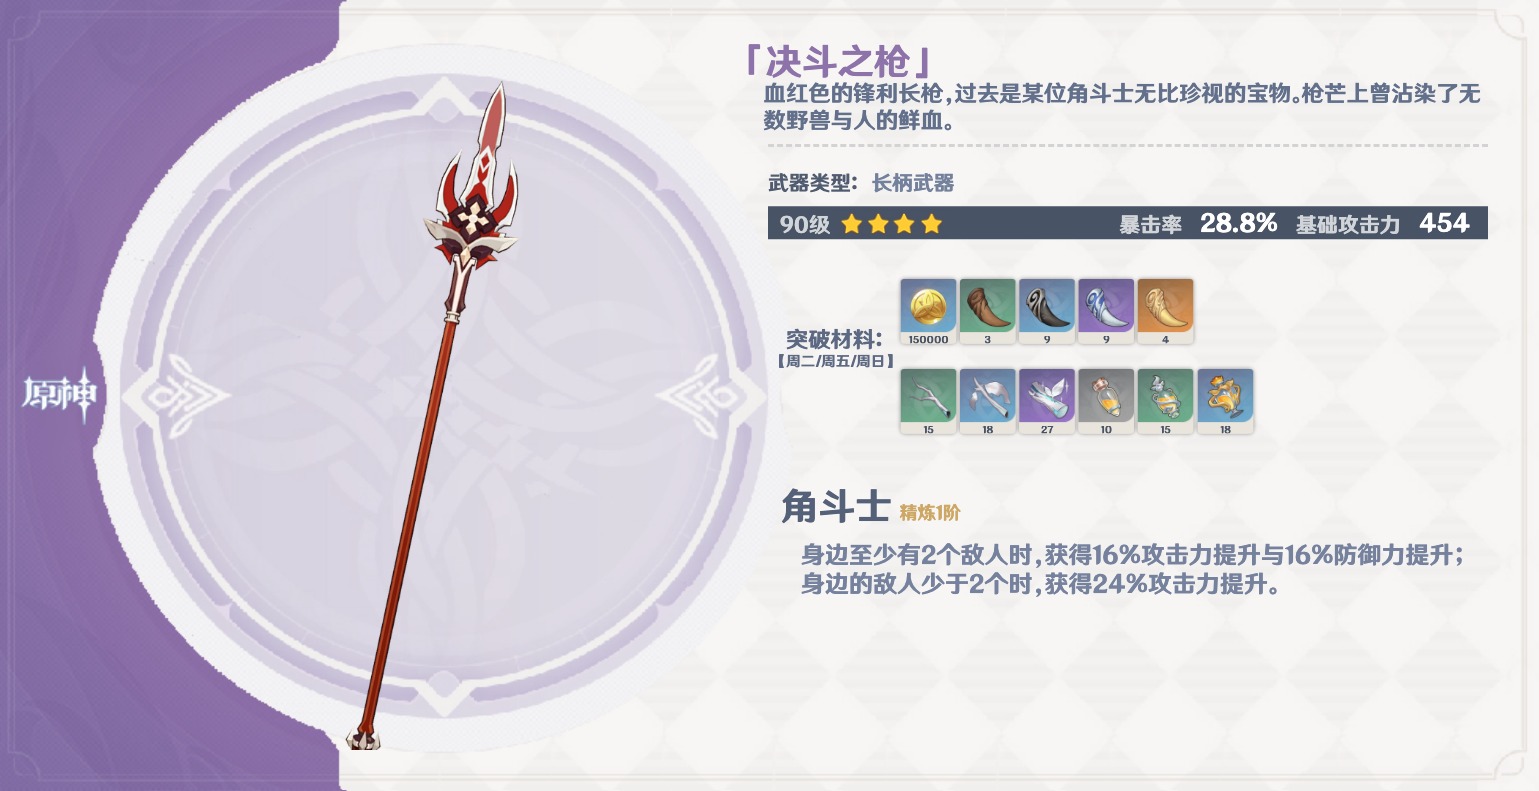 「决斗之枪」
血红色的锋利长枪,过去是某位角斗士无比珍视的宝物。枪芒上曾沾染了无
数野兽与人的鲜血。
武器类型: 长柄武器
90级 暴击率 28.8% 基础攻击力 454
150000 3 9 9 4
突破材料:
【周二/周五/周日】
原神
15 18 27 10 15 18
角斗士 精炼1阶
身边至少有2个敌人时,获得16%攻击力提升与16%防御力提升;
身边的敌人少于2个时,获得24%攻击力提升。